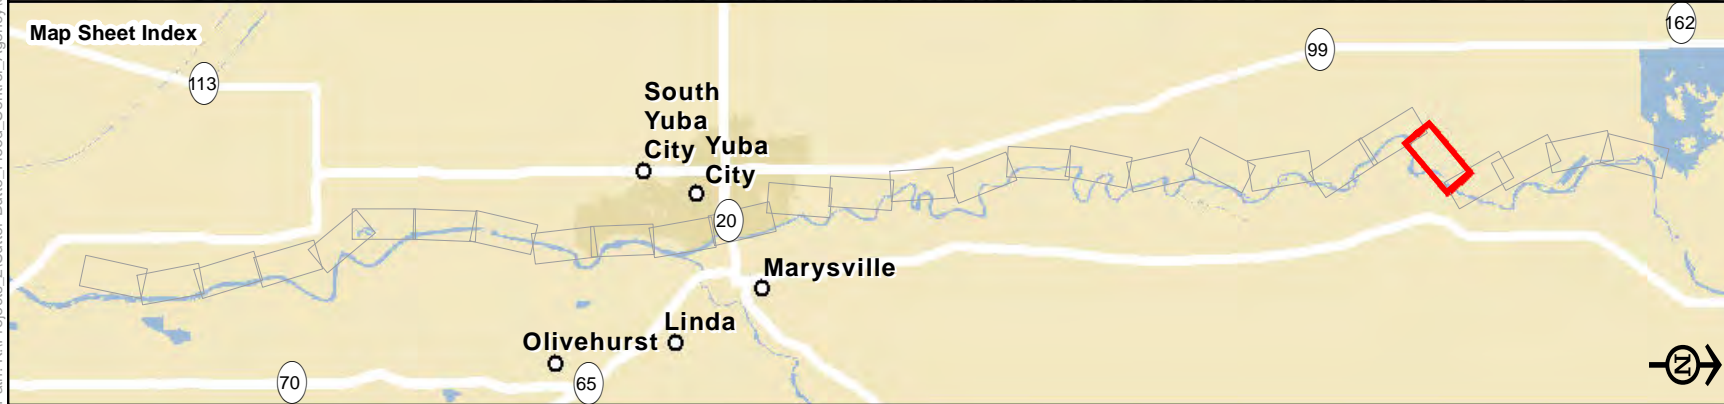 Map Sheet Index
162
99
113
South
Yuba
City
Yuba
City
20
Marysville
Linda
Olivehurst
70
65
N